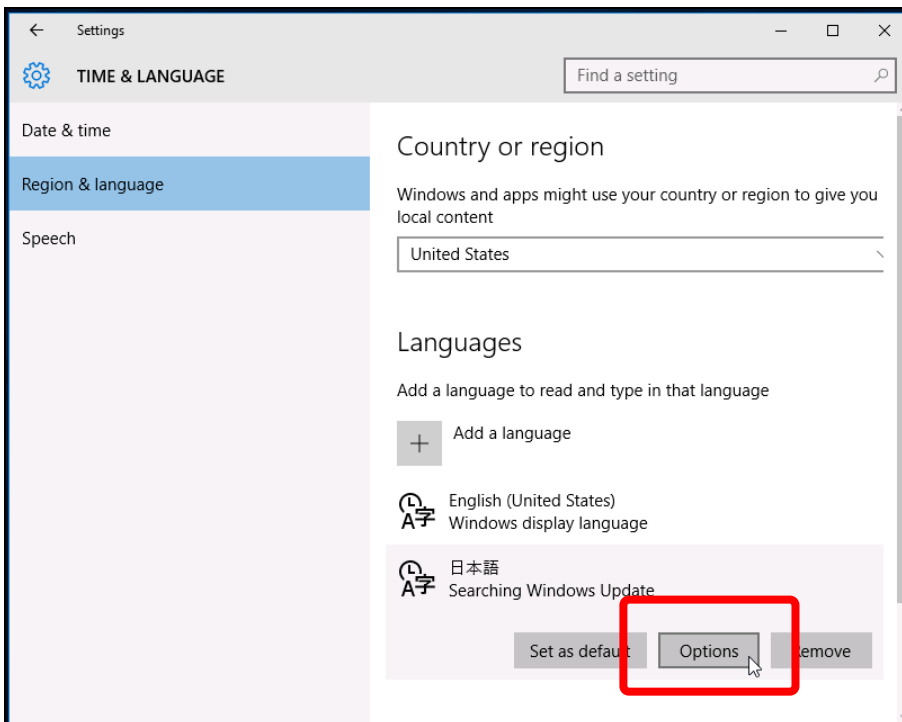 Settings
TIME & LANGUAGE
Find a setting
Date & time
Region & language
Speech
Country or region
Windows and apps might use your country or region to give you
local content
United States
Languages
Add a language to read and type in that language
Add a language
English (United States)
Windows display language
日本語
Searching Windows Update
Set as default Options Remove